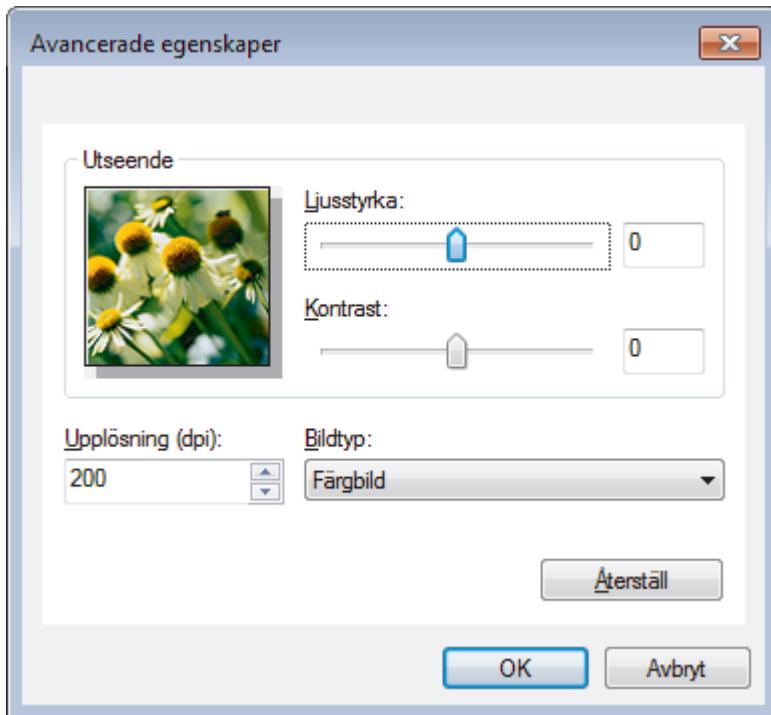 Avancerade egenskaper
Utseende
Ljusstyrka:
0
Kontrast:
0
Upplösning (dpi):
Bildtyp:
200
Färgbild
Återställ
OK
Avbryt